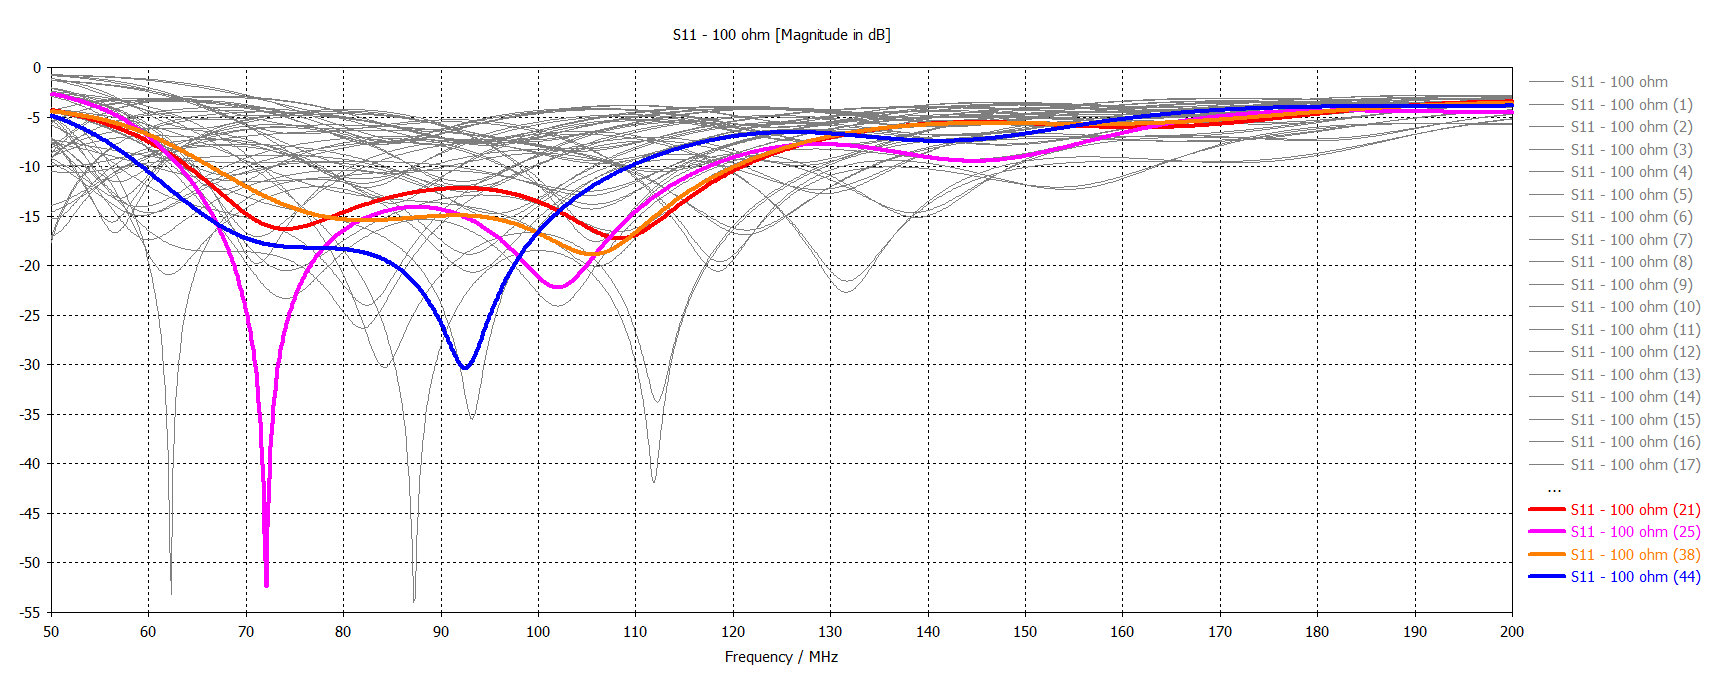 S11 - 100 ohm [Magnitude in dB]
0
-5
-10
-15
-20
-25
-30
-35
-40
-45
-50
-55
50 60 70 80 90 100 110 120 130 140 150 160 170 180 190 200
Frequency / MHz
S11 - 100 ohm
S11 - 100 ohm (1)
S11 - 100 ohm (2)
S11 - 100 ohm (3)
S11 - 100 ohm (4)
S11 - 100 ohm (5)
S11 - 100 ohm (6)
S11 - 100 ohm (7)
S11 - 100 ohm (8)
S11 - 100 ohm (9)
S11 - 100 ohm (10)
S11 - 100 ohm (11)
S11 - 100 ohm (12)
S11 - 100 ohm (13)
S11 - 100 ohm (14)
S11 - 100 ohm (15)
S11 - 100 ohm (16)
S11 - 100 ohm (17)
...
S11 - 100 ohm (21)
S11 - 100 ohm (25)
S11 - 100 ohm (38)
S11 - 100 ohm (44)